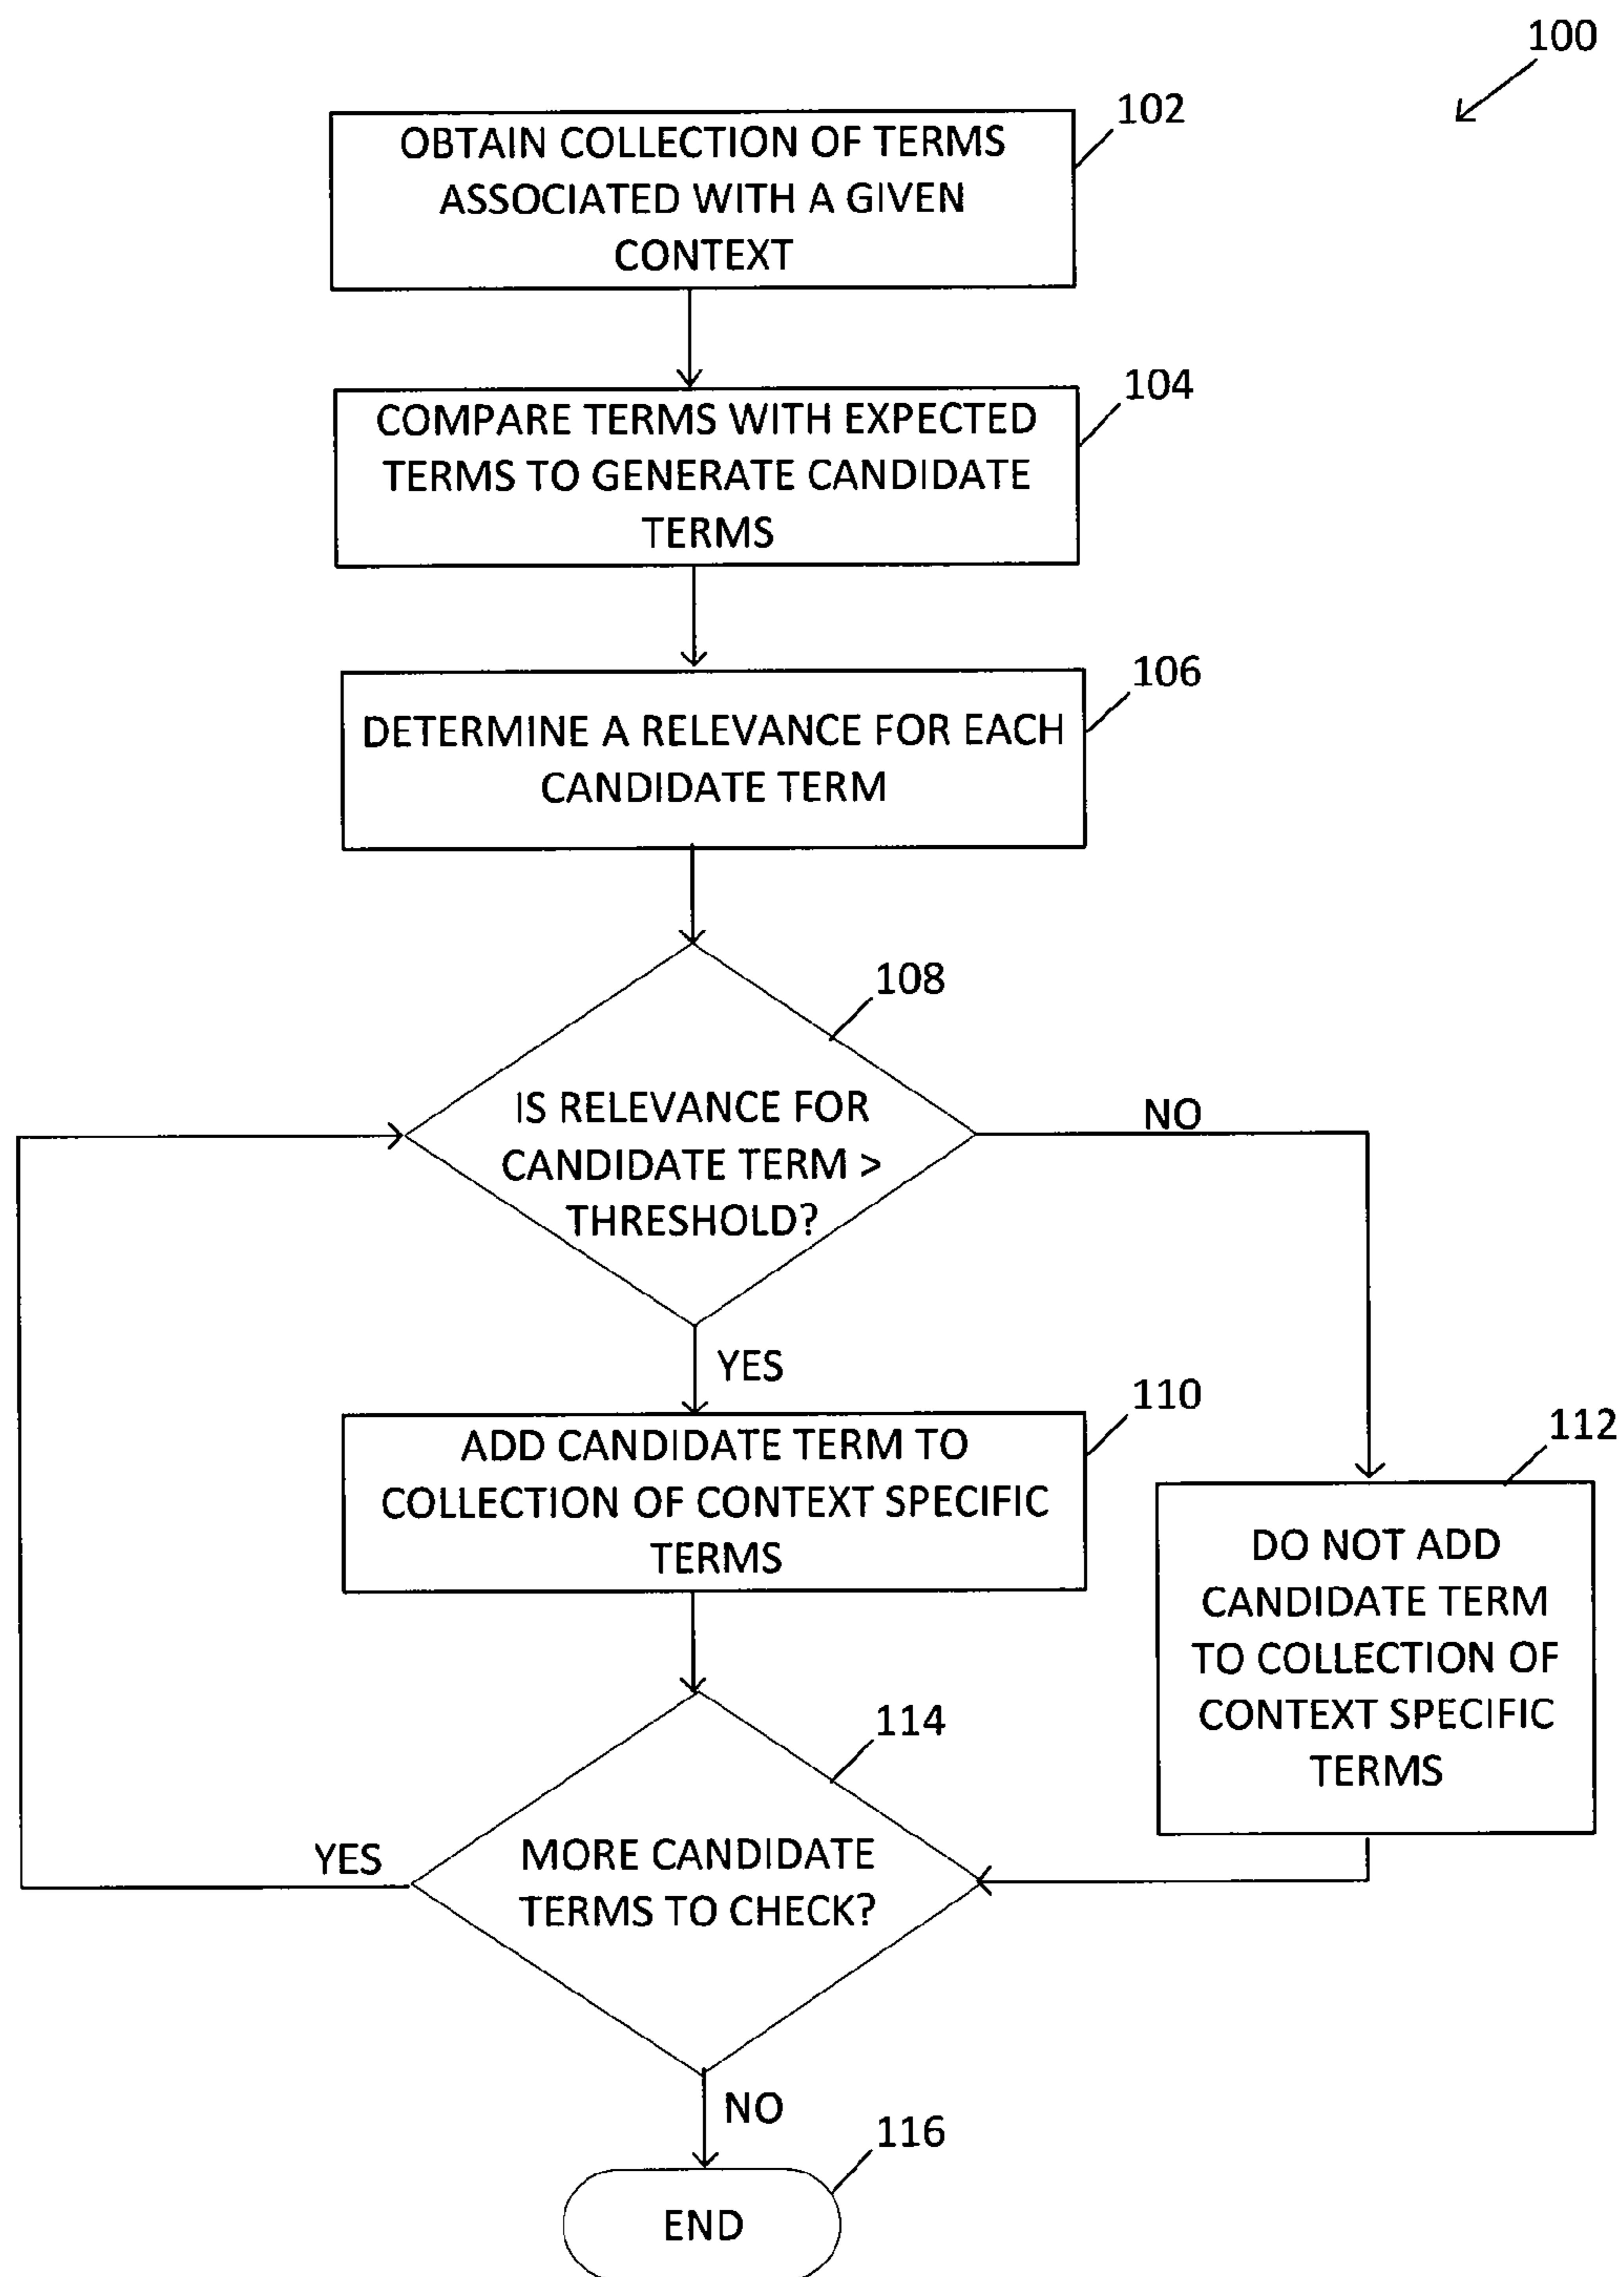 100
102
OBTAIN COLLECTION OF TERMS
ASSOCIATED WITH A GIVEN
CONTEXT
104
COMPARE TERMS WITH EXPECTED
TERMS TO GENERATE CANDIDATE
TERMS
106
DETERMINE A RELEVANCE FOR EACH
CANDIDATE TERM
108
IS RELEVANCE FOR
CANDIDATE TERM >
THRESHOLD?
NO
YES
110
ADD CANDIDATE TERM TO
COLLECTION OF CONTEXT SPECIFIC
TERMS
112
DO NOT ADD
CANDIDATE TERM
TO COLLECTION OF
CONTEXT SPECIFIC
TERMS
114
MORE CANDIDATE
TERMS TO CHECK?
YES
NO
116
END